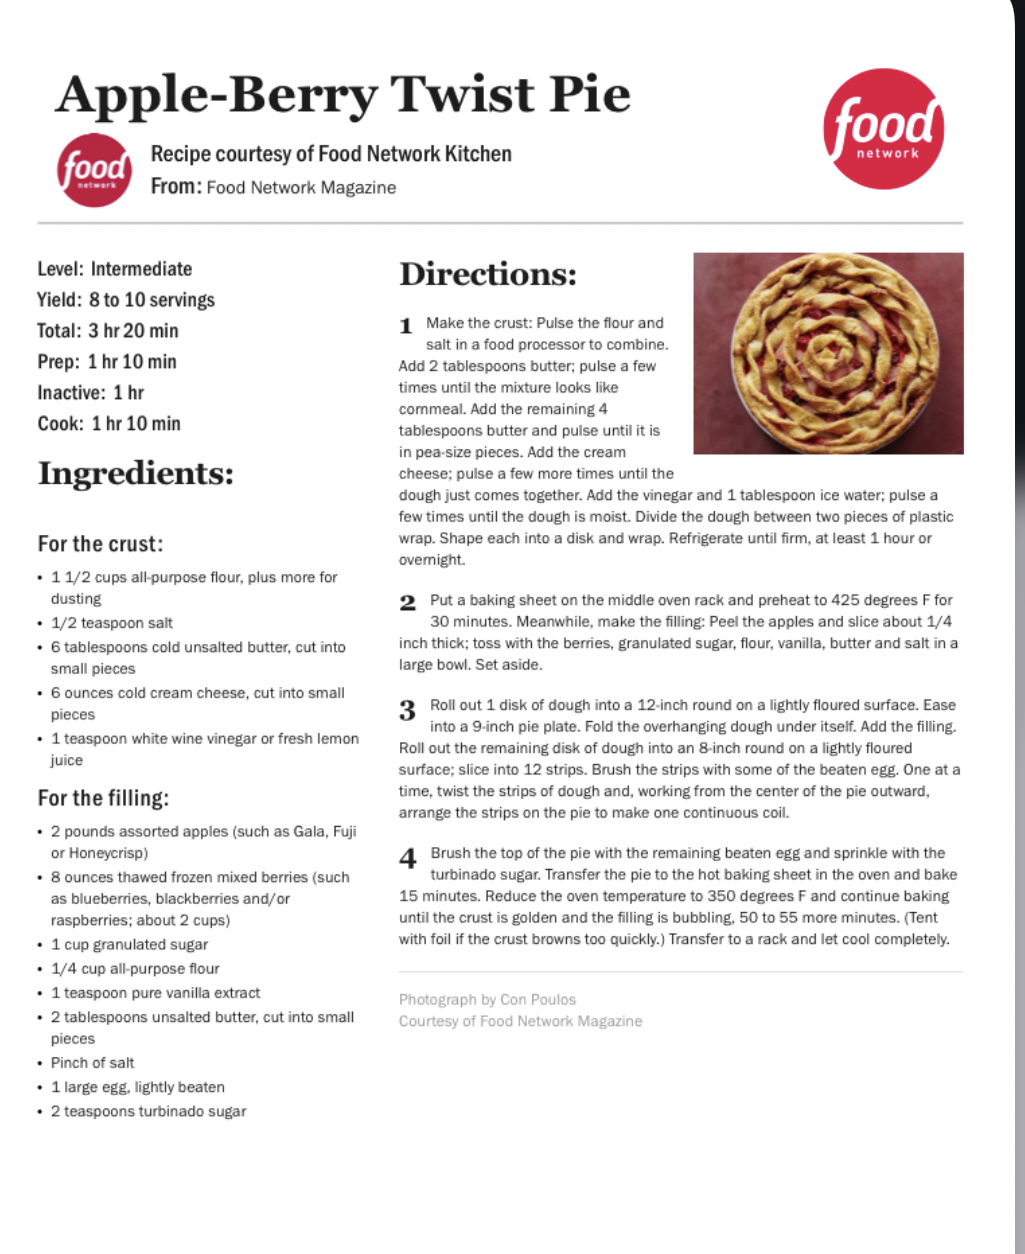 Apple-Berry Twist Pie
food
network
food
network
Recipe courtesy of Food Network Kitchen
From: Food Network Magazine
Level: Intermediate
Yield: 8 to 10 servings
Total: 3 hr 20 min
Prep: 1 hr 10 min
Inactive: 1 hr
Cook: 1 hr 10 min
Ingredients:
For the crust:
• 1 1/2 cups all-purpose flour, plus more for
dusting
• 1/2 teaspoon salt
• 6 tablespoons cold unsalted butter, cut into
small pieces
• 6 ounces cold cream cheese, cut into small
pieces
• 1 teaspoon white wine vinegar or fresh lemon
juice
For the filling:
• 2 pounds assorted apples (such as Gala, Fuji
or Honeycrisp)
• 8 ounces thawed frozen mixed berries (such
as blueberries, blackberries and/or
raspberries; about 2 cups)
• 1 cup granulated sugar
• 1/4 cup all-purpose flour
• 1 teaspoon pure vanilla extract
• 2 tablespoons unsalted butter, cut into small
pieces
• Pinch of salt
• 1 large egg, lightly beaten
• 2 teaspoons turbinado sugar
Directions:
1 Make the crust: Pulse the flour and
salt in a food processor to combine.
Add 2 tablespoons butter; pulse a few
times until the mixture looks like
cornmeal. Add the remaining 4
tablespoons butter and pulse until it is
in pea-size pieces. Add the cream
cheese; pulse a few more times until the
dough just comes together. Add the vinegar and 1 tablespoon ice water; pulse a
few times until the dough is moist. Divide the dough between two pieces of plastic
wrap. Shape each into a disk and wrap. Refrigerate until firm, at least 1 hour or
overnight.
2 Put a baking sheet on the middle oven rack and preheat to 425 degrees F for
30 minutes. Meanwhile, make the filling: Peel the apples and slice about 1/4
inch thick; toss with the berries, granulated sugar, flour, vanilla, butter and salt in a
large bowl. Set aside.
3 Roll out 1 disk of dough into a 12-inch round on a lightly floured surface. Ease
into a 9-inch pie plate. Fold the overhanging dough under itself. Add the filling.
Roll out the remaining disk of dough into an 8-inch round on a lightly floured
surface; slice into 12 strips. Brush the strips with some of the beaten egg. One at a
time, twist the strips of dough and, working from the center of the pie outward,
arrange the strips on the pie to make one continuous coil.
4 Brush the top of the pie with the remaining beaten egg and sprinkle with the
turbinado sugar. Transfer the pie to the hot baking sheet in the oven and bake
15 minutes. Reduce the oven temperature to 350 degrees F and continue baking
until the crust is golden and the filling is bubbling, 50 to 55 more minutes. (Tent
with foil if the crust browns too quickly.) Transfer to a rack and let cool completely.
Photograph by Con Poulos
Courtesy of Food Network Magazine